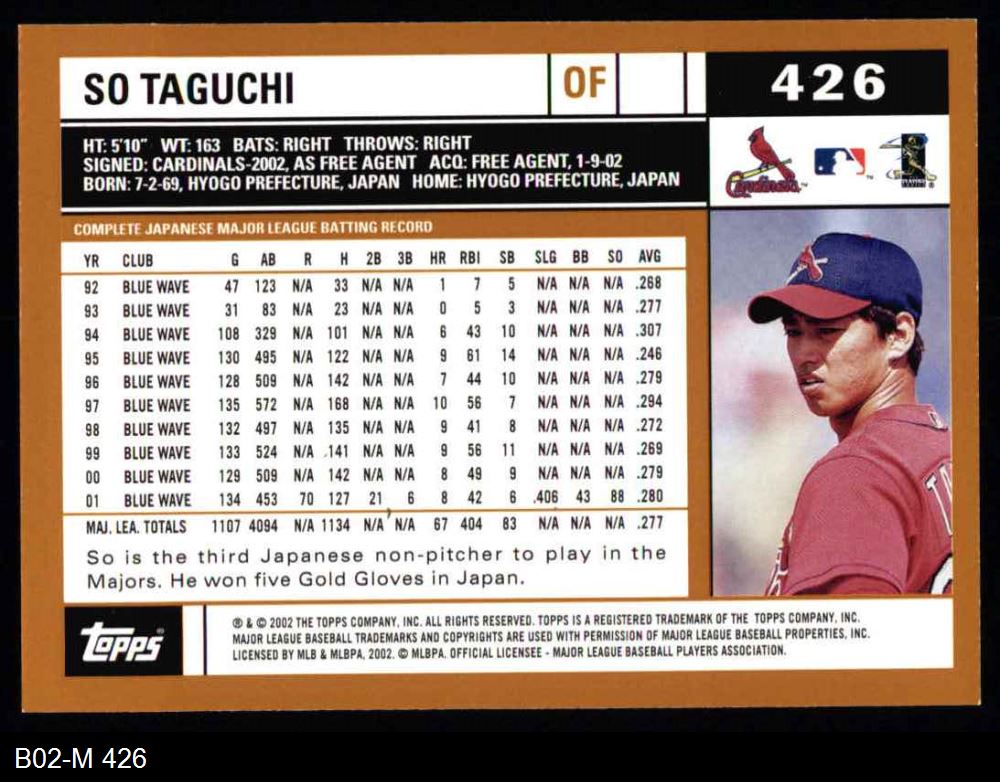 SO TAGUCHI
OF
426
HT: 5'10" WT: 163 BATS: RIGHT THROWS: RIGHT
SIGNED: CARDINALS-2002, AS FREE AGENT ACQ: FREE AGENT, 1-9-02
BORN: 7-2-69, HYOGO PREFECTURE, JAPAN HOME: HYOGO PREFECTURE, JAPAN
Cardinals
COMPLETE JAPANESE MAJOR LEAGUE BATTING RECORD
YR CLUB G AB R H 2B 3B HR RBI SB SLG BB SO AVG
92 BLUE WAVE 47 123 N/A 33 N/A N/A 1 7 5 N/A N/A N/A .268
93 BLUE WAVE 31 83 N/A 23 N/A N/A 0 5 3 N/A N/A N/A .277
94 BLUE WAVE 108 329 N/A 101 N/A N/A 6 43 10 N/A N/A N/A .307
95 BLUE WAVE 130 495 N/A 122 N/A N/A 9 61 14 N/A N/A N/A .246
96 BLUE WAVE 128 509 N/A 142 N/A N/A 7 44 10 N/A N/A N/A .279
97 BLUE WAVE 135 572 N/A 168 N/A N/A 10 56 7 N/A N/A N/A .294
98 BLUE WAVE 132 497 N/A 135 N/A N/A 9 41 8 N/A N/A N/A .272
99 BLUE WAVE 133 524 N/A 141 N/A N/A 9 56 11 N/A N/A N/A .269
00 BLUE WAVE 129 509 N/A 142 N/A N/A 8 49 9 N/A N/A N/A .279
01 BLUE WAVE 134 453 70 127 21 6 8 42 6 .406 43 88 .280
MAJ. LEA. TOTALS 1107 4094 N/A 1134 N/A N/A 67 404 83 N/A N/A N/A .277
So is the third Japanese non-pitcher to play in the
Majors. He won five Gold Gloves in Japan.
TA
topps®
® & © 2002 THE TOPPS COMPANY, INC. ALL RIGHTS RESERVED. TOPPS IS A REGISTERED TRADEMARK OF THE TOPPS COMPANY, INC.
MAJOR LEAGUE BASEBALL TRADEMARKS AND COPYRIGHTS ARE USED WITH PERMISSION OF MAJOR LEAGUE BASEBALL PROPERTIES, INC.
LICENSED BY MLB & MLBPA, 2002. © MLBPA. OFFICIAL LICENSEE - MAJOR LEAGUE BASEBALL PLAYERS ASSOCIATION.
B02-M 426